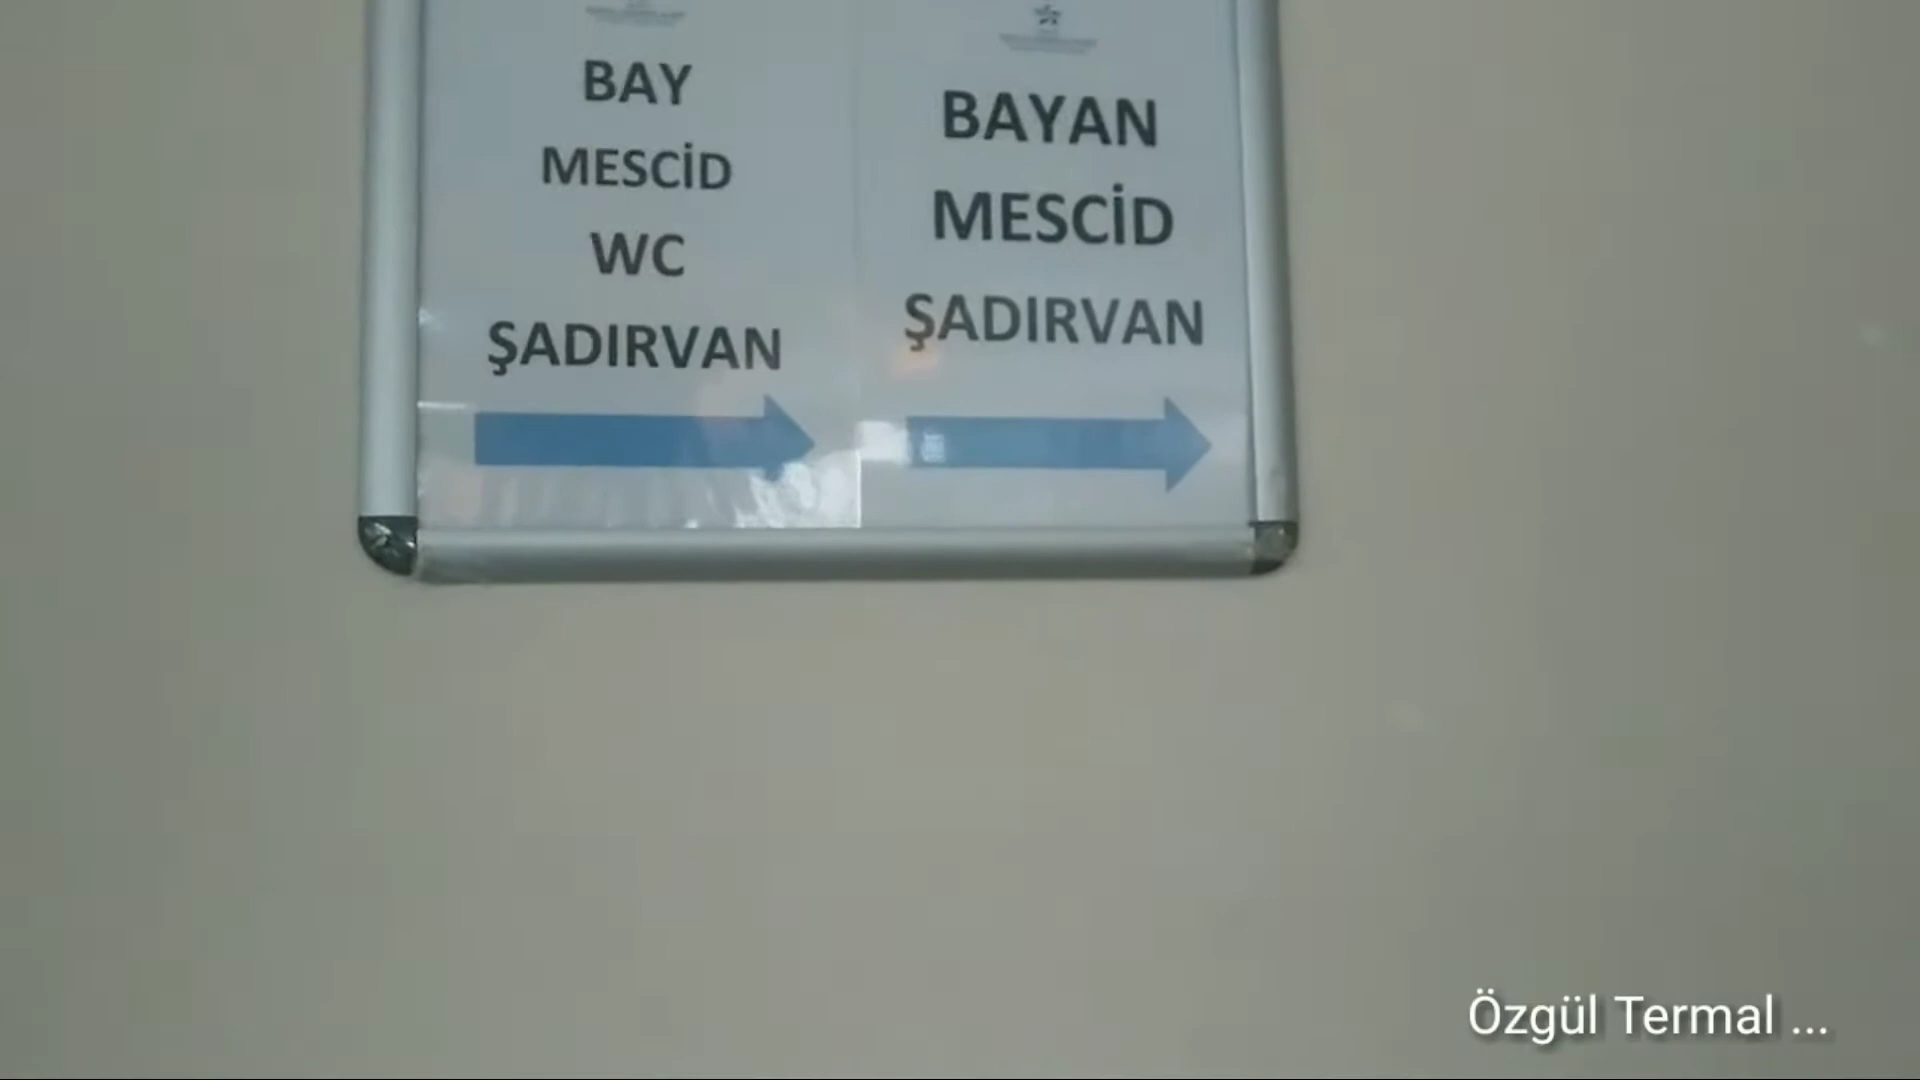 BAY
MESCİD
WC
ŞADIRVAN
BAYAN
MESCİD
ŞADIRVAN
Özgül Termal ...